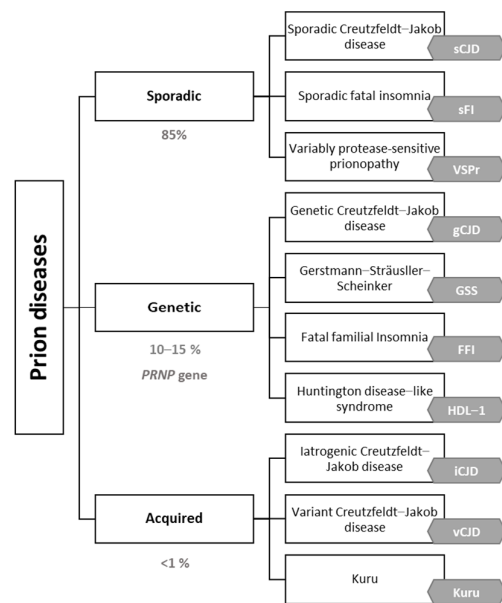 Prion diseases
Sporadic
85%
Sporadic Creutzfeldt–Jakob
disease
sCJD
Sporadic fatal insomnia
sFI
Variably protease-sensitive
prionopathy
VSPr
Genetic
10–15 %
PRNP gene
Genetic Creutzfeldt–Jakob
disease
gCJD
Gerstmann–Sträusller–
Scheinker
GSS
Fatal familial Insomnia
FFI
Huntington disease–like
syndrome
HDL–1
Acquired
<1 %
Iatrogenic Creutzfeldt–
Jakob disease
iCJD
Variant Creutzfeldt–Jakob
disease
vCJD
Kuru
Kuru